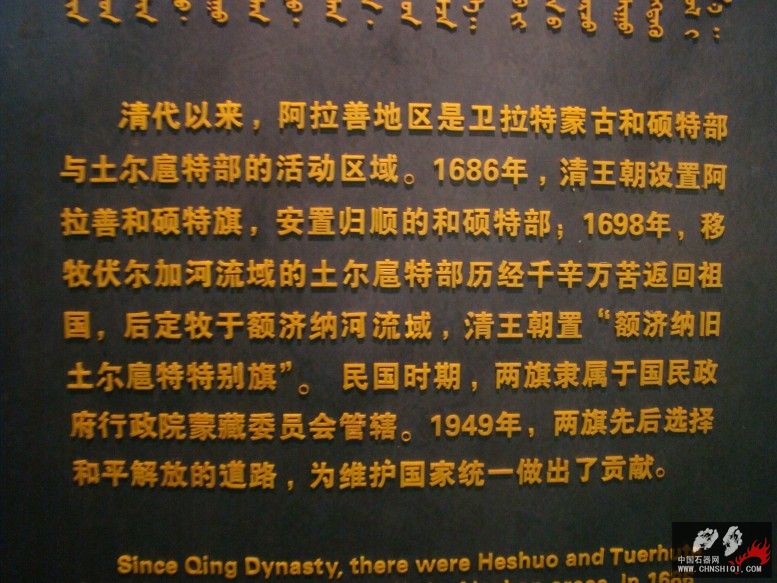 清代以来，阿拉善地区是卫拉特蒙古和硕特部
与土尔扈特部的活动区域。1686年，清王朝设置阿
拉善和硕特旗，安置归顺的和硕特部；1698年，移
牧伏尔加河流域的土尔扈特部历经千辛万苦返回祖
国，后定牧于额济纳河流域，清王朝置“额济纳旧
土尔扈特特别旗”。 民国时期，两旗隶属于国民政
府行政院蒙藏委员会管辖。1949年，两旗先后选择
和平解放的道路，为维护国家统一做出了贡献。
Since Qing Dynasty, there were Heshuo and
中国石器网
WWW.CHNSHIQI.COM